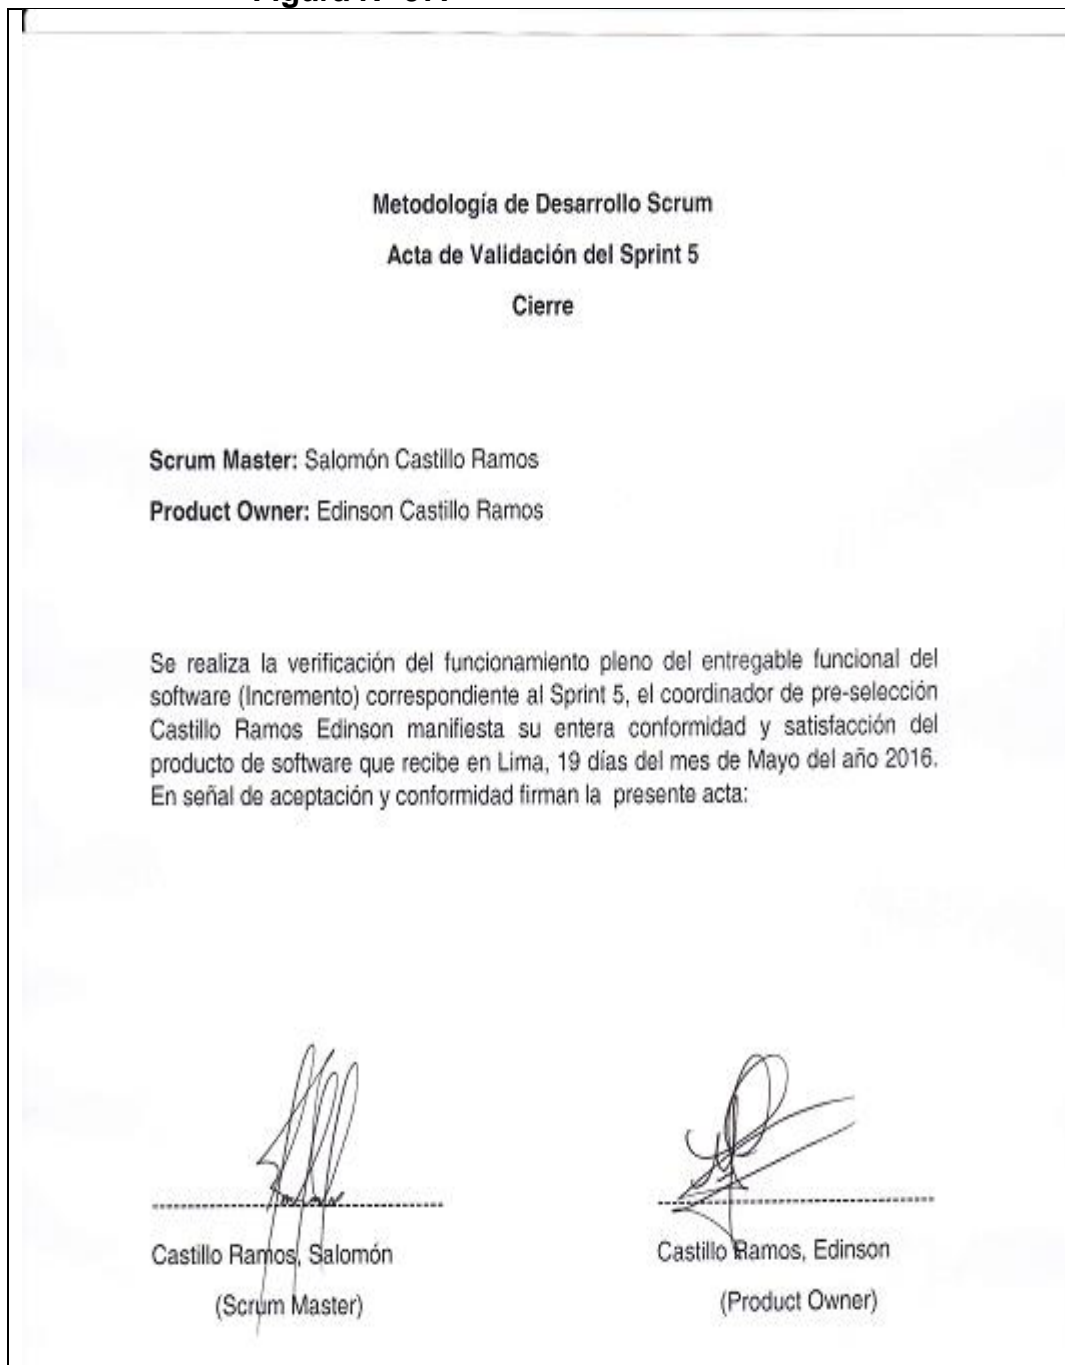 Metodología de Desarrollo Scrum
Acta de Validación del Sprint 5
Cierre
Scrum Master: Salomón Castillo Ramos
Product Owner: Edinson Castillo Ramos
Se realiza la verificación del funcionamiento pleno del entregable funcional del
software (Incremento) correspondiente al Sprint 5, el coordinador de pre-selección
Castillo Ramos Edinson manifiesta su entera conformidad y satisfacción del
producto de software que recibe en Lima, 19 días del mes de Mayo del año 2016.
En señal de aceptación y conformidad firman la presente acta:
Castillo Ramos, Salomón
Castillo Ramos, Edinson
(Scrum Master)
(Product Owner)